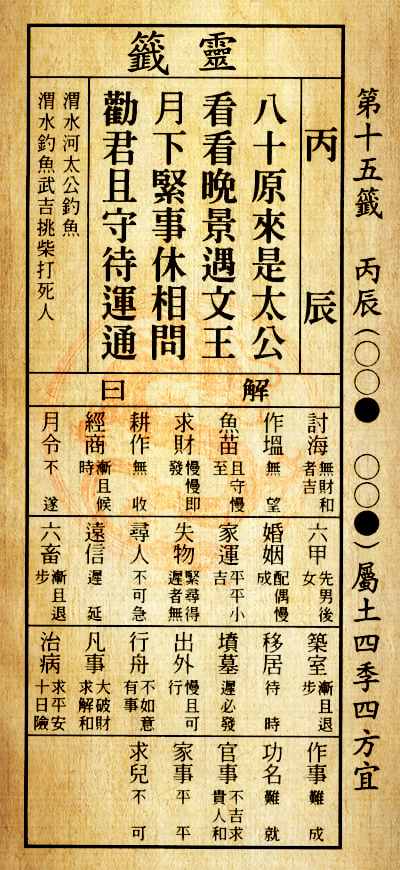 第十五籤 丙辰(○○● ○○●)屬土四季四方宜
靈籤
丙辰
八十原來是太公
看看晚景遇文王
月下緊事休相問
勸君且守待運通
渭水河太公釣魚
渭水釣魚武吉挑柴打死人
解曰
討海 無財和者吉
作塭 無望
魚苗 且守慢至
求財 慢慢即發
耕作 無收
經商 漸且候時
月令 不遂
六甲 先男後女
婚姻 配偶慢成
家運 平平小吉
失物 緊尋得遲者無
尋人 不可急
遠信 遲延
六畜 漸且退步
築室 漸且退步
移居 待時
墳墓 遲必發
出外 慢且可行
行舟 不如意有事
凡事 大破財求解和
治病 求平安十日險
作事 難成
功名 難就
官事 不吉求貴人和
家事 平平
求兒 不可